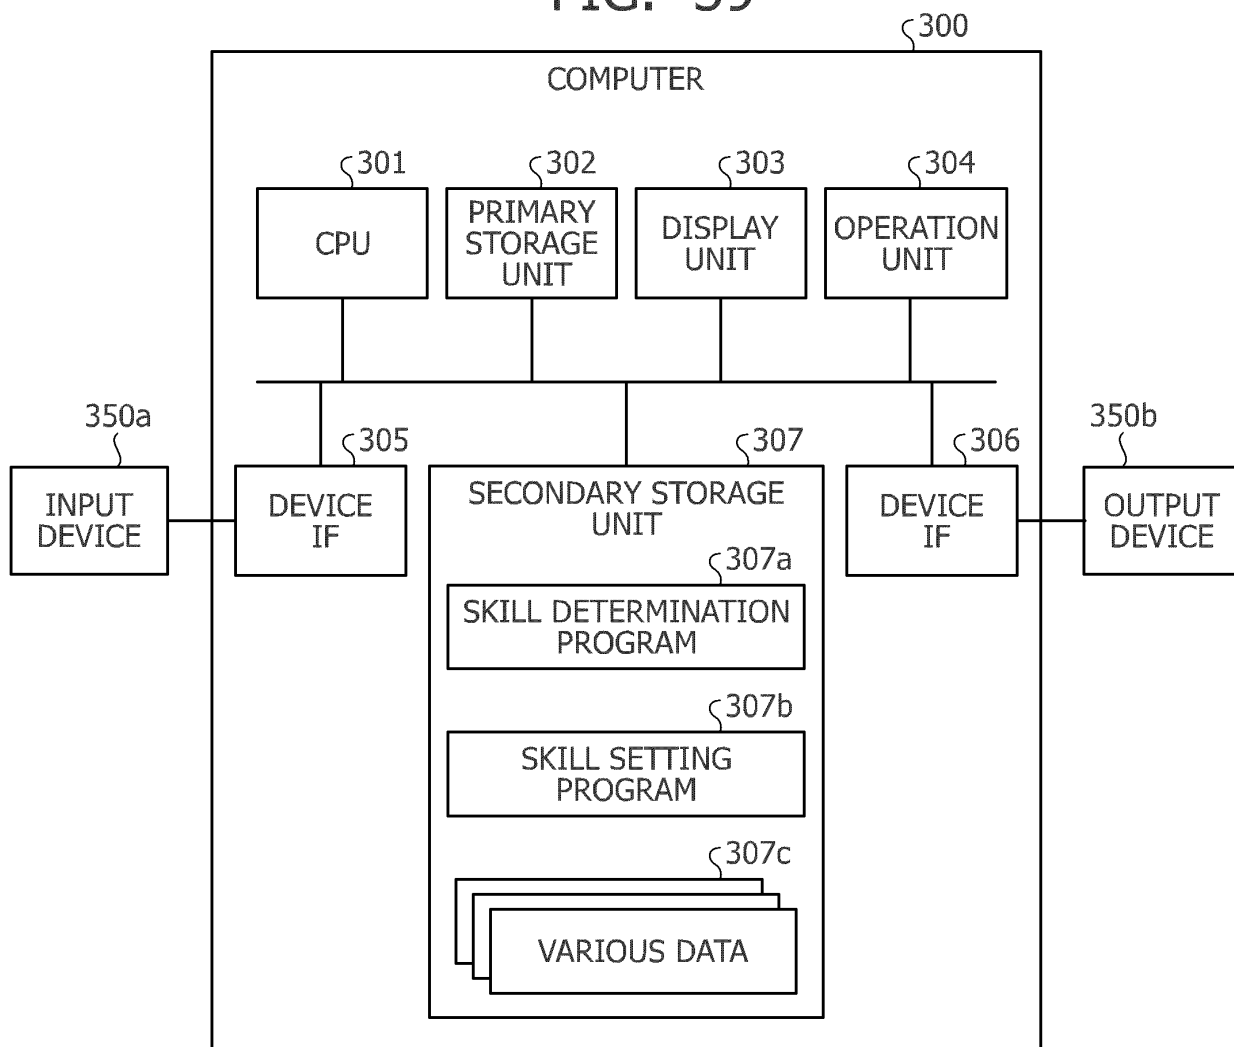 FIG. 39
300
COMPUTER
301
302
303
304
CPU
PRIMARY
STORAGE
UNIT
DISPLAY
UNIT
OPERATION
UNIT
350a
305
307
306
350b
INPUT
DEVICE
DEVICE
IF
SECONDARY STORAGE
UNIT
DEVICE
IF
OUTPUT
DEVICE
307a
SKILL DETERMINATION
PROGRAM
307b
SKILL SETTING
PROGRAM
307c
VARIOUS DATA